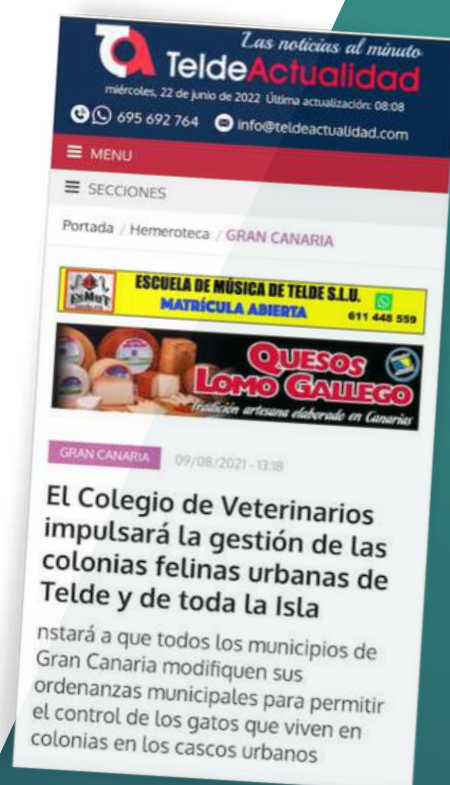 Las noticias al minuto
TeldeActualidad
miércoles, 22 de junio de 2022 Última actualización: 08:08
695 692 764 info@teldeactualidad.com
MENU
SECCIONES
Portada / Hemeroteca / GRAN CANARIA
EsMuT
ESCUELA DE MÚSICA DE TELDE S.L.U.
MATRÍCULA ABIERTA
611 448 559
QUESOS
LOMO GALLEGO
Tradición artesana elaborado en Canarias
GRAN CANARIA 09/08/2021 - 13:18
El Colegio de Veterinarios
impulsará la gestión de las
colonias felinas urbanas de
Telde y de toda la Isla
nstará a que todos los municipios de
Gran Canaria modifiquen sus
ordenanzas municipales para permitir
el control de los gatos que viven en
colonias en los cascos urbanos